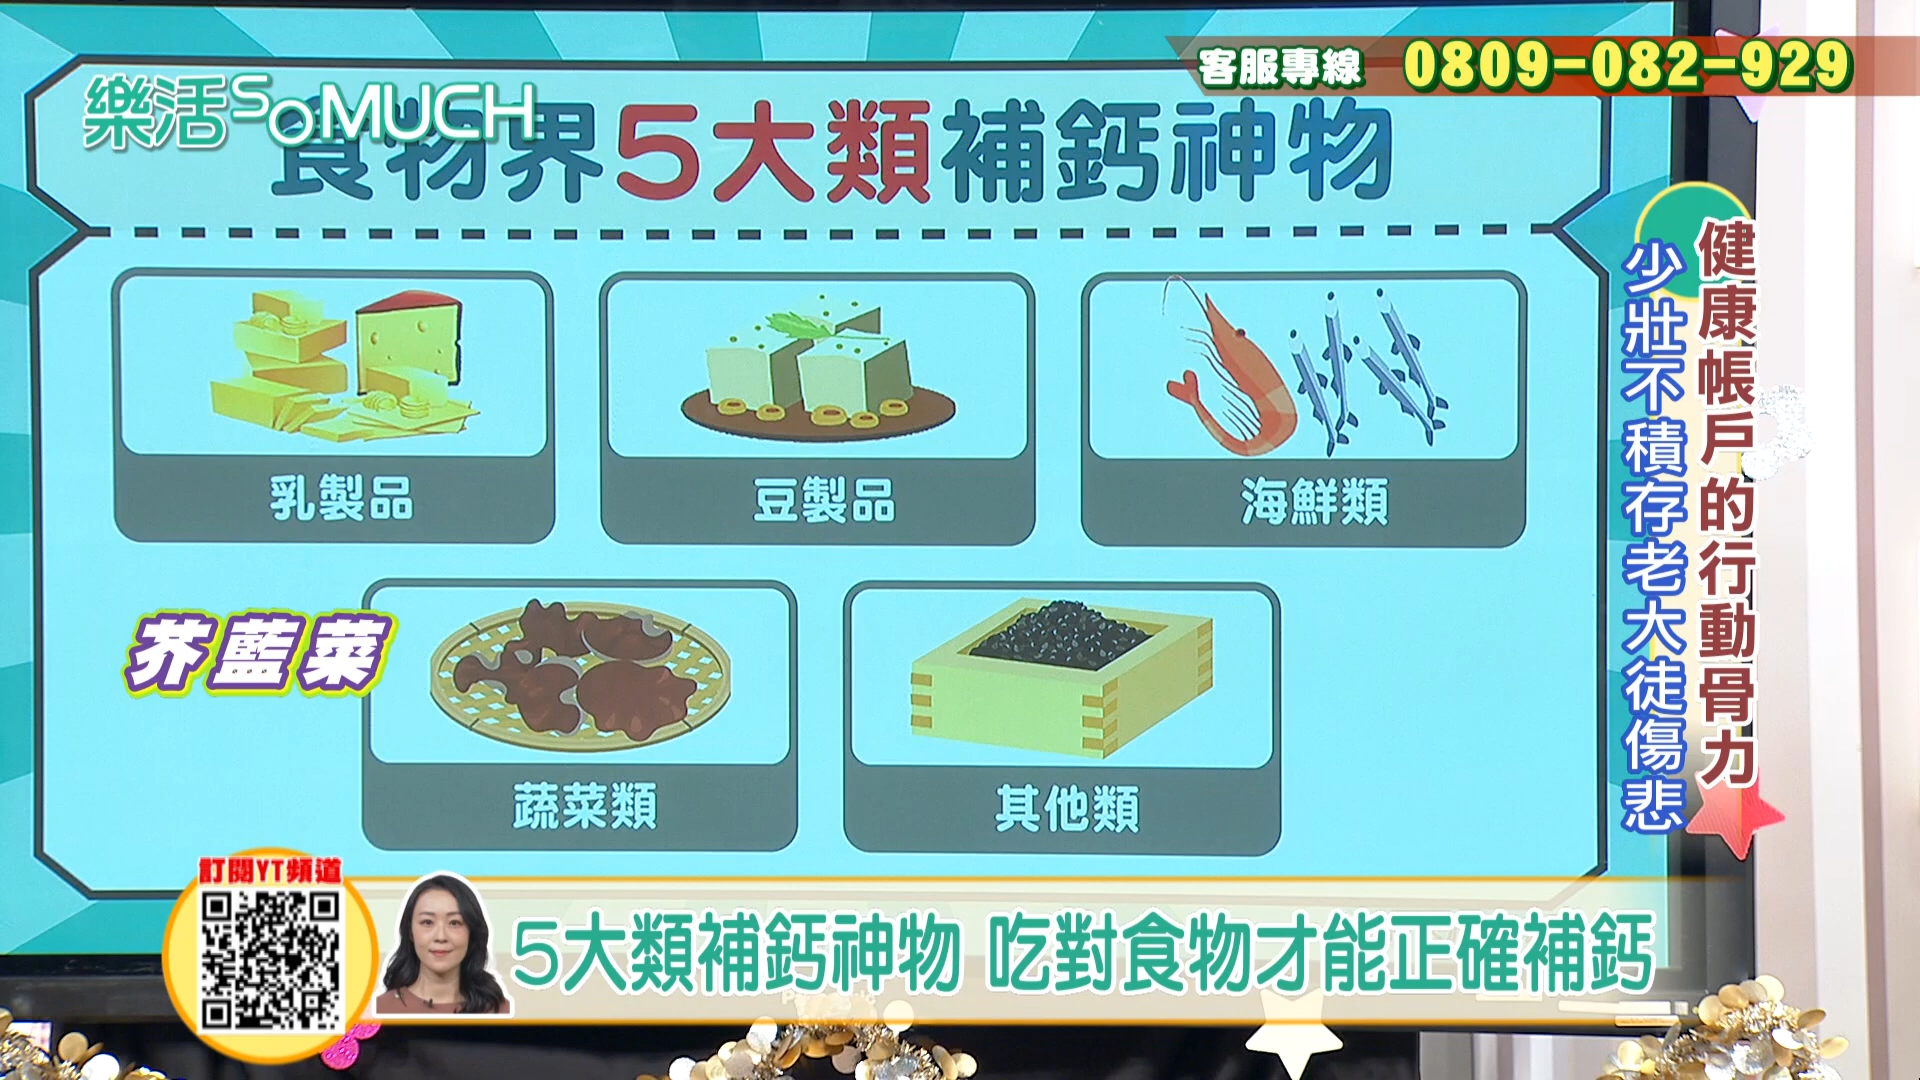 樂活SoMUCH
客服專線 0809-082-929
食物界5大類補鈣神物
乳製品
豆製品
海鮮類
芥藍菜
蔬菜類
其他類
健康帳戶的行動骨力
少壯不積存老大徒傷悲
訂閱YT頻道
5大類補鈣神物 吃對食物才能正確補鈣